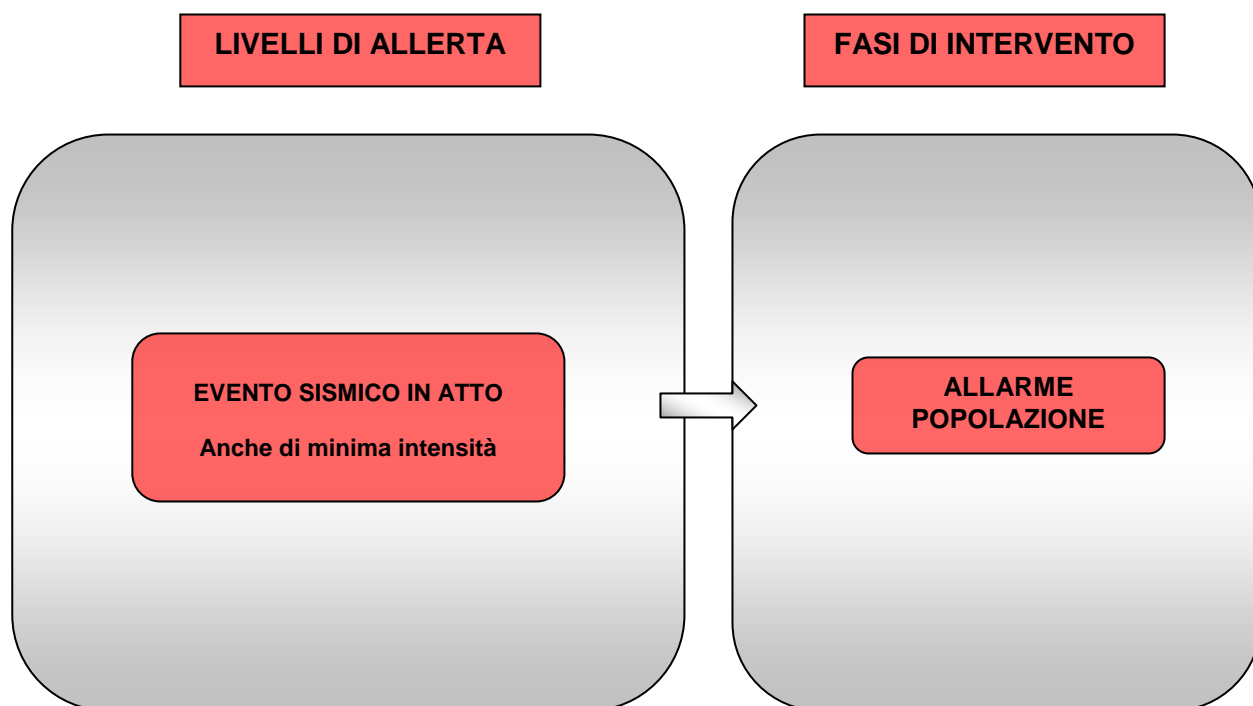 LIVELLI DI ALLERTA
FASI DI INTERVENTO
EVENTO SISMICO IN ATTO
Anche di minima intensità
ALLARME
POPOLAZIONE